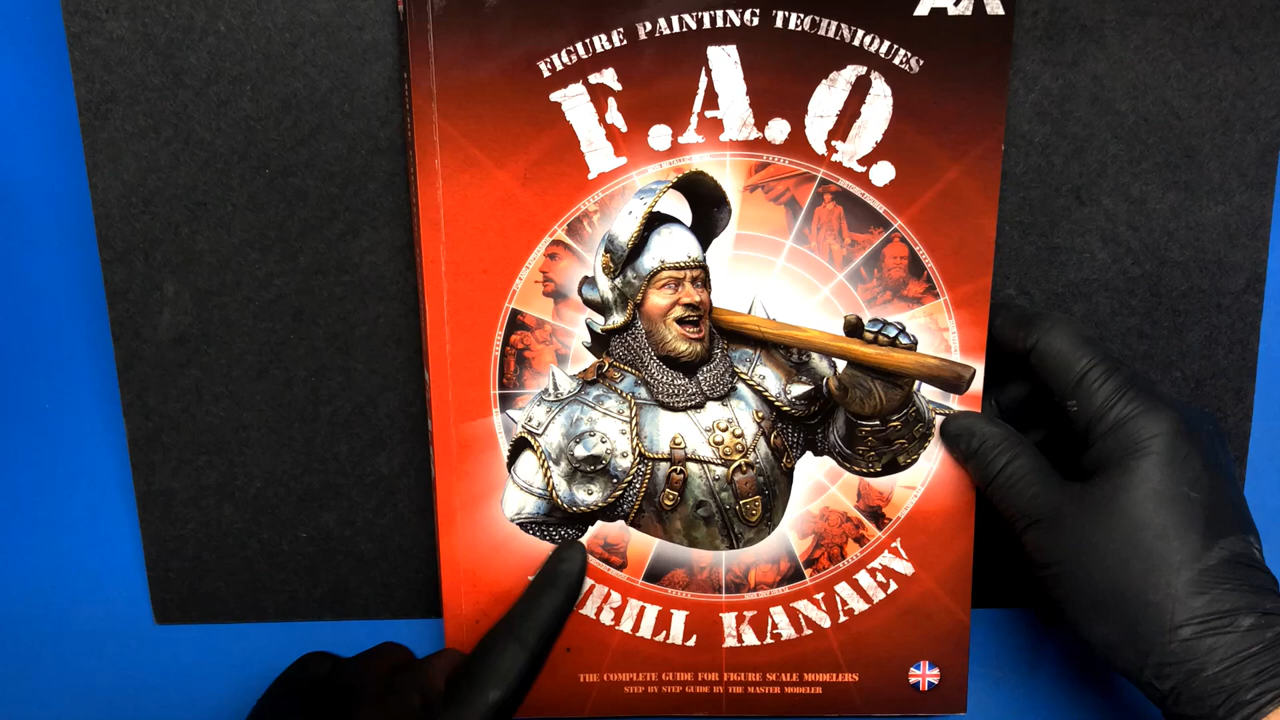 FIGURE PAINTING TECHNIQUES
F.A.Q.
RILL KANAEV
THE COMPLETE GUIDE FOR FIGURE SCALE MODELERS
STEP BY STEP GUIDE BY THE MASTER MODELER